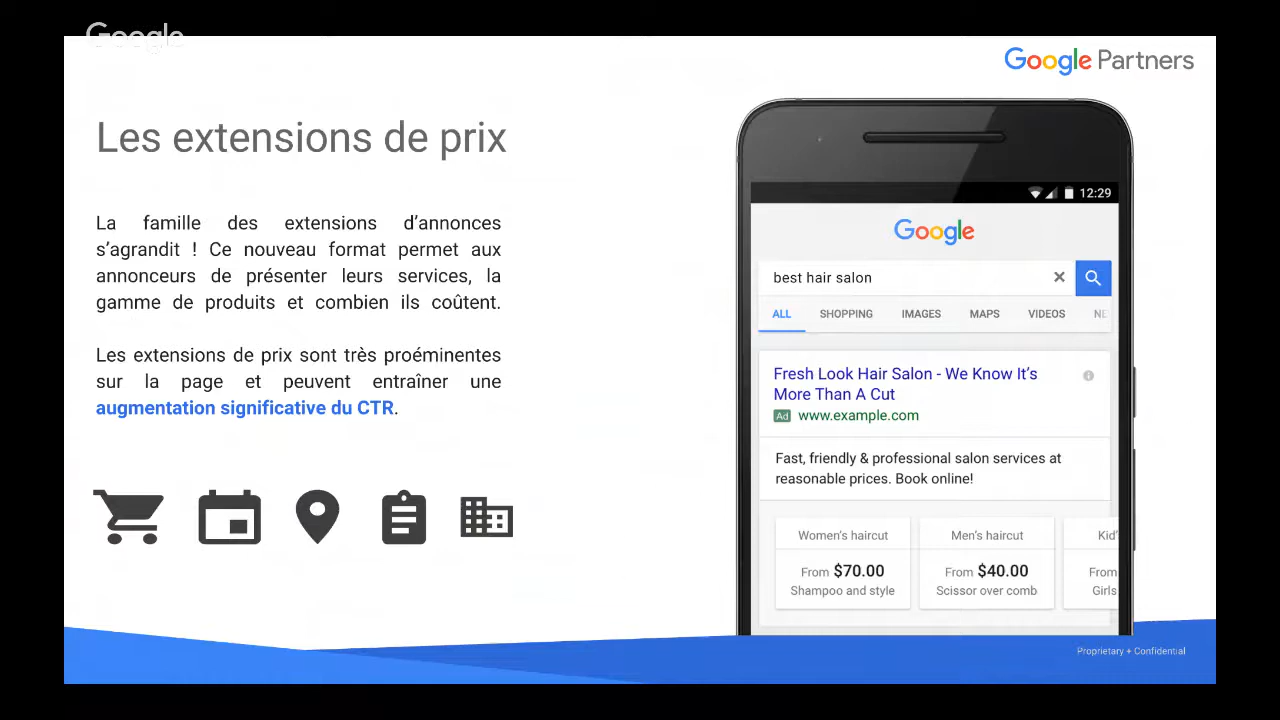 Google
Google Partners
Les extensions de prix
La famille des extensions d'annonces
s'agrandit ! Ce nouveau format permet aux
annonceurs de présenter leurs services, la
gamme de produits et combien ils coûtent.
Les extensions de prix sont très proéminentes
sur la page et peuvent entraîner une
augmentation significative du CTR.
12:29
Google
best hair salon ✕
ALL SHOPPING IMAGES MAPS VIDEOS NE
Fresh Look Hair Salon - We Know It's
More Than A Cut
Ad www.example.com
Fast, friendly & professional salon services at
reasonable prices. Book online!
Women's haircut Men's haircut Kid'
From $70.00 From $40.00 From
Shampoo and style Scissor over comb Girls
Proprietary + Confidential